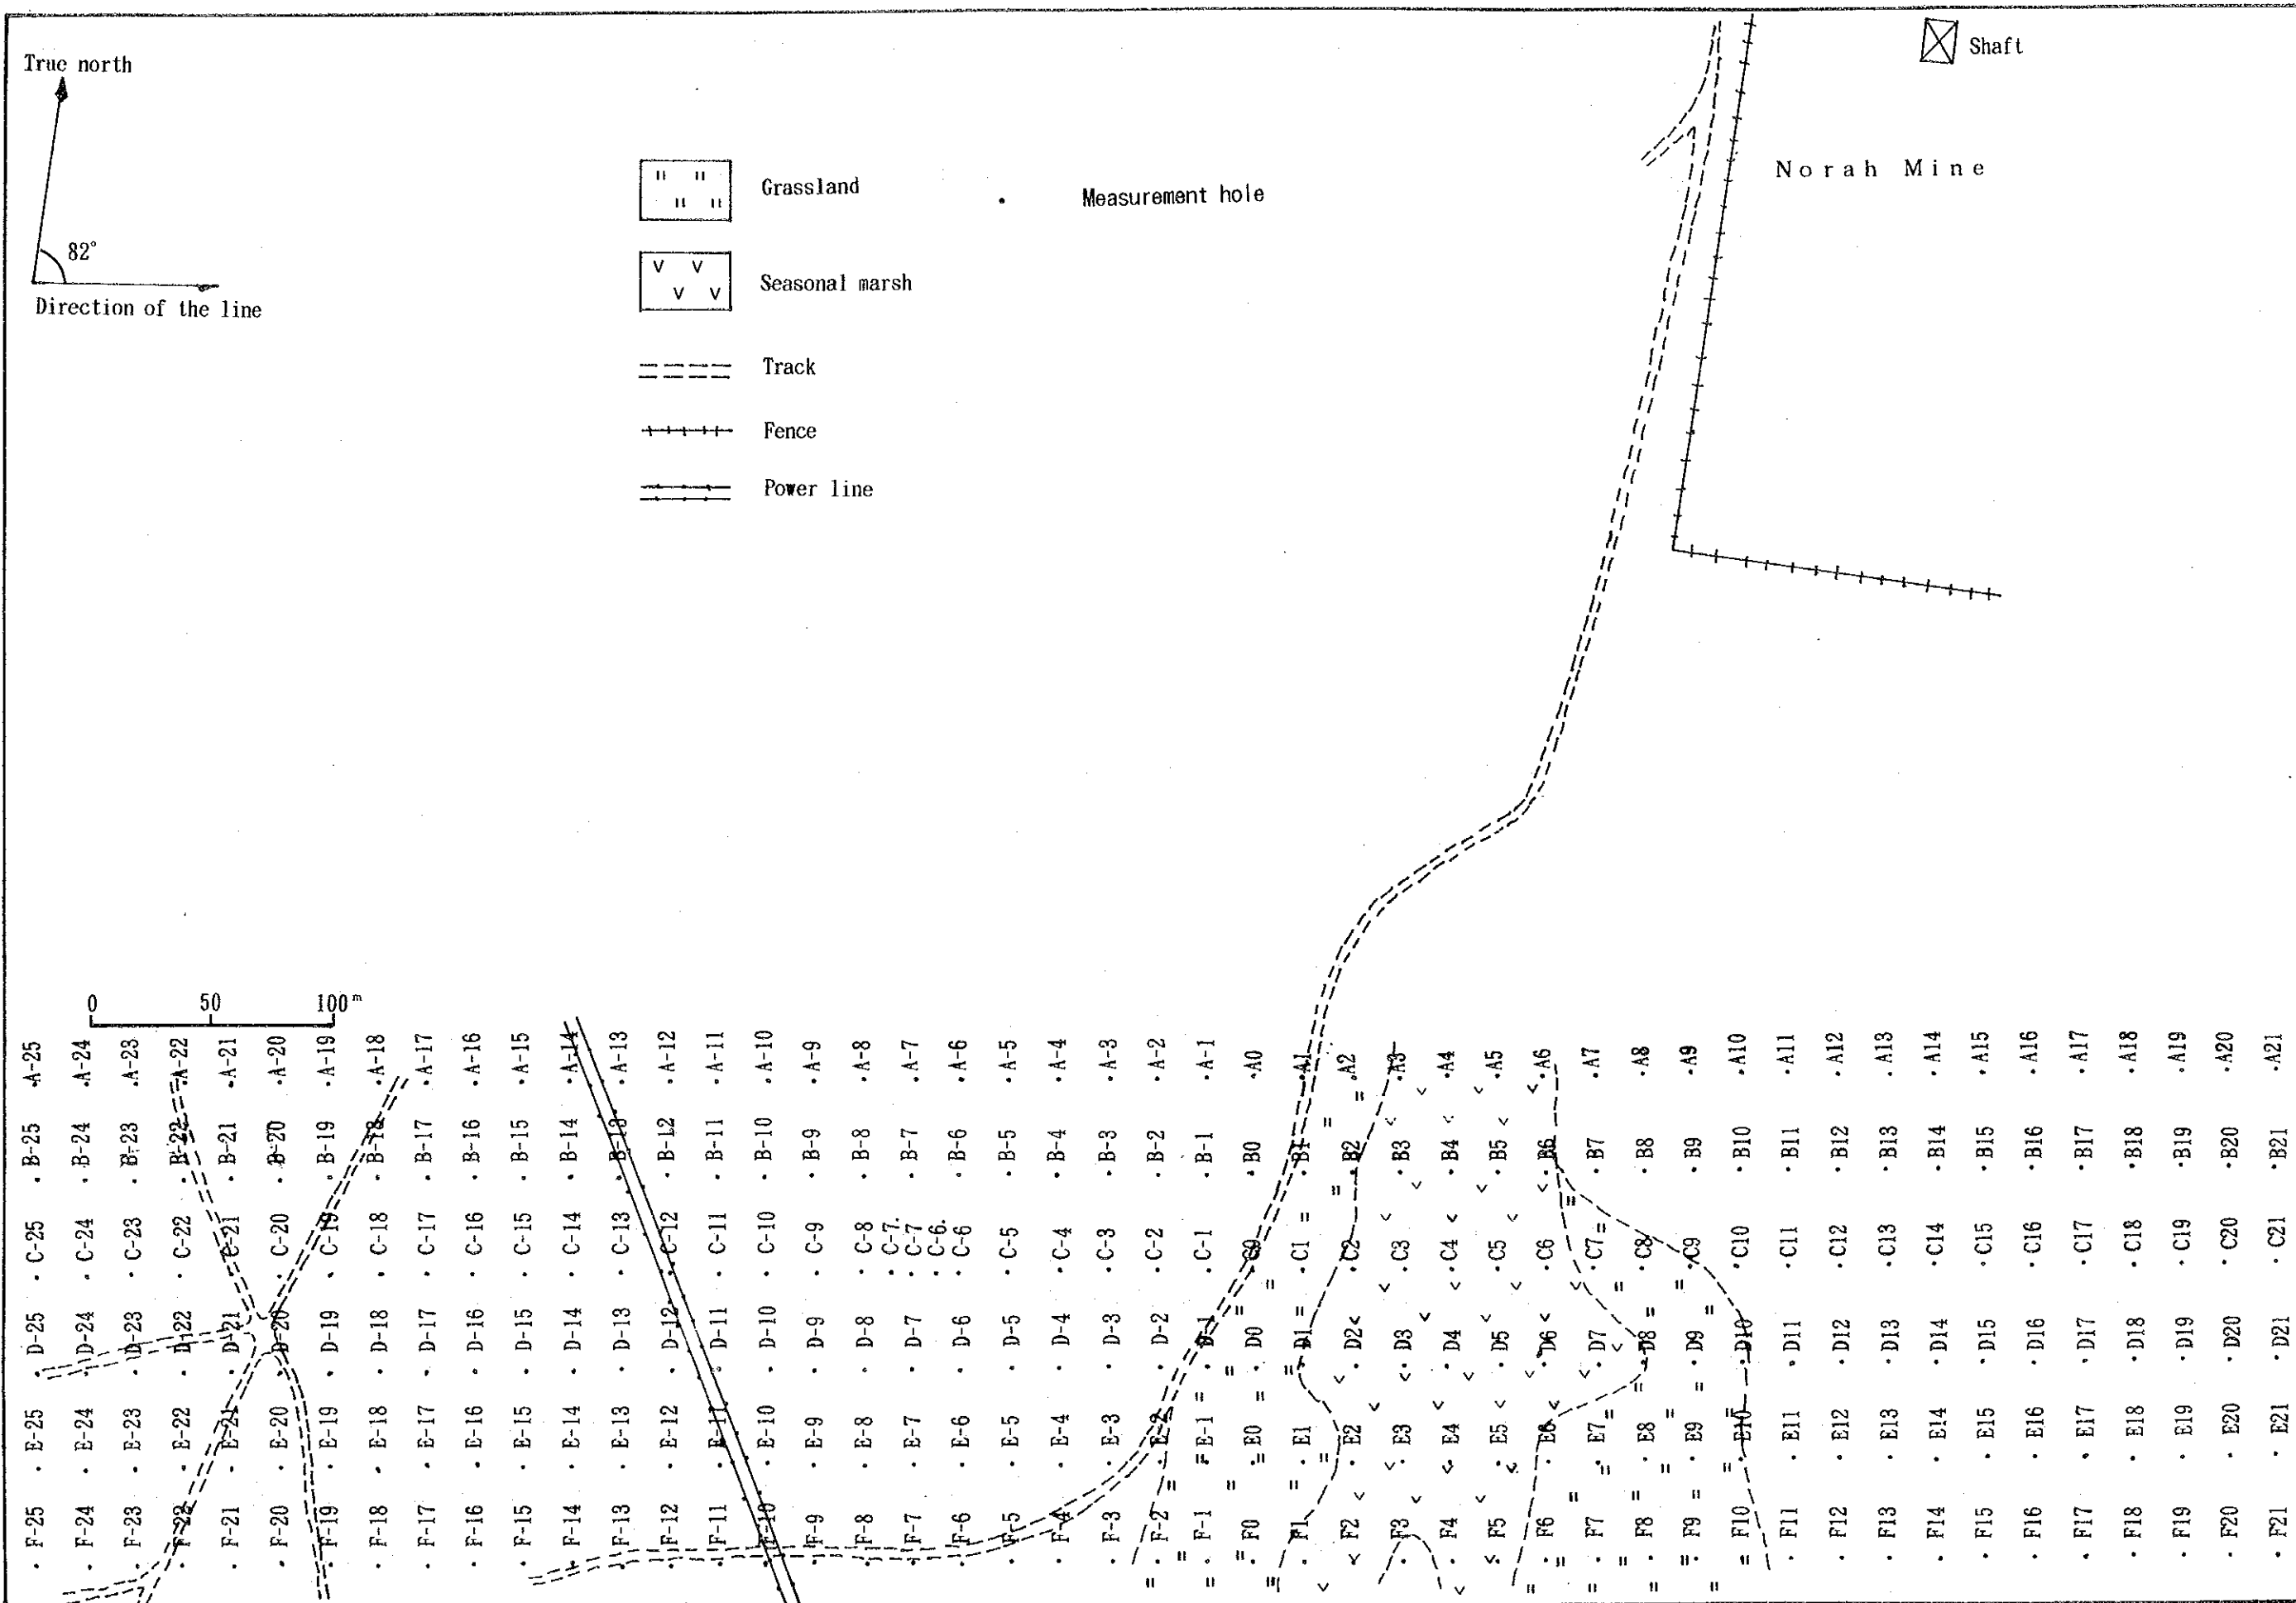 True north
82°
Direction of the line
Shaft
Norah Mine
Grassland
Measurement hole
Seasonal marsh
Track
Fence
Power line
0 50 100m
A-25 A-24 A-23 A-22 A-21 A-20 A-19 A-18 A-17 A-16 A-15 A-14 A-13 A-12 A-11 A-10 A-9 A-8 A-7 A-6 A-5 A-4 A-3 A-2 A-1 A0 A1 A2 A3 A4 A5 A6 A7 A8 A9 A10 A11 A12 A13 A14 A15 A16 A17 A18 A19 A20 A21
B-25 B-24 B-23 B-22 B-21 B-20 B-19 B-18 B-17 B-16 B-15 B-14 B-13 B-12 B-11 B-10 B-9 B-8 B-7 B-6 B-5 B-4 B-3 B-2 B-1 B0 B1 B2 B3 B4 B5 B6 B7 B8 B9 B10 B11 B12 B13 B14 B15 B16 B17 B18 B19 B20 B21
C-25 C-24 C-23 C-22 C-21 C-20 C-19 C-18 C-17 C-16 C-15 C-14 C-13 C-12 C-11 C-10 C-9 C-8 C-7. C-7 C-6. C-6 C-5 C-4 C-3 C-2 C-1 C0 C1 C2 C3 C4 C5 C6 C7 C8 C9 C10 C11 C12 C13 C14 C15 C16 C17 C18 C19 C20 C21
D-25 D-24 D-23 D-22 D-21 D-20 D-19 D-18 D-17 D-16 D-15 D-14 D-13 D-12 D-11 D-10 D-9 D-8 D-7 D-6 D-5 D-4 D-3 D-2 D-1 D0 D1 D2 D3 D4 D5 D6 D7 D8 D9 D10 D11 D12 D13 D14 D15 D16 D17 D18 D19 D20 D21
E-25 E-24 E-23 E-22 E-21 E-20 E-19 E-18 E-17 E-16 E-15 E-14 E-13 E-12 E-11 E-10 E-9 E-8 E-7 E-6 E-5 E-4 E-3 E-2 E-1 E0 E1 E2 E3 E4 E5 E6 E7 E8 E9 E10 E11 E12 E13 E14 E15 E16 E17 E18 E19 E20 E21
F-25 F-24 F-23 F-22 F-21 F-20 F-19 F-18 F-17 F-16 F-15 F-14 F-13 F-12 F-11 F-10 F-9 F-8 F-7 F-6 F-5 F-4 F-3 F-2 F-1 F0 F1 F2 F3 F4 F5 F6 F7 F8 F9 F10 F11 F12 F13 F14 F15 F16 F17 F18 F19 F20 F21